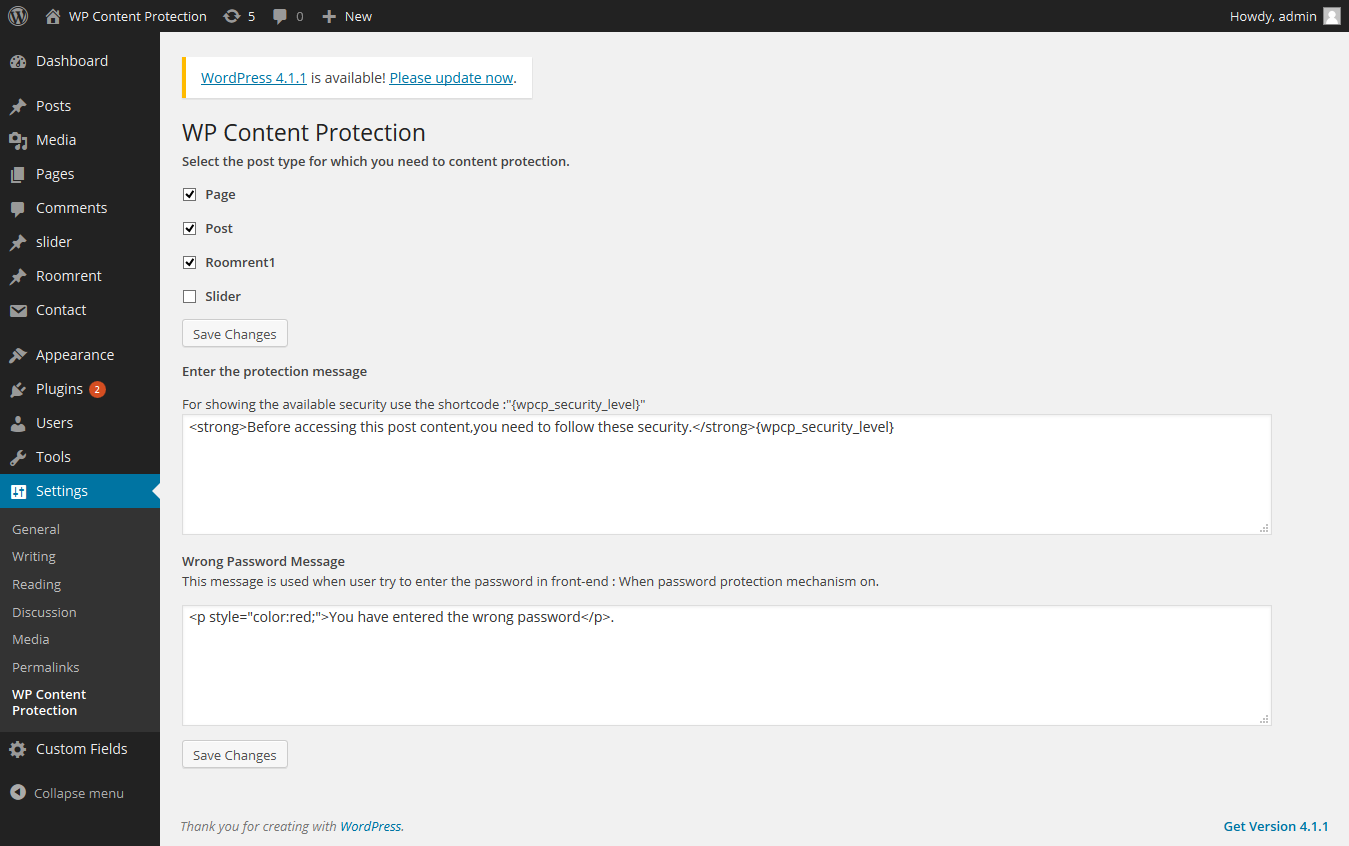 WP Content Protection 5 0 New Howdy, admin
Dashboard
Posts
Media
Pages
Comments
slider
Roomrent
Contact
Appearance
Plugins 2
Users
Tools
Settings
General
Writing
Reading
Discussion
Media
Permalinks
WP Content
Protection
Custom Fields
Collapse menu
WordPress 4.1.1 is available! Please update now.
WP Content Protection
Select the post type for which you need to content protection.
Page
Post
Roomrent1
Slider
Save Changes
Enter the protection message
For showing the available security use the shortcode :"{wpcp_security_level}"
<strong>Before accessing this post content,you need to follow these security.</strong>{wpcp_security_level}
Wrong Password Message
This message is used when user try to enter the password in front-end : When password protection mechanism on.
<p style="color:red;">You have entered the wrong password</p>.
Save Changes
Thank you for creating with WordPress.
Get Version 4.1.1